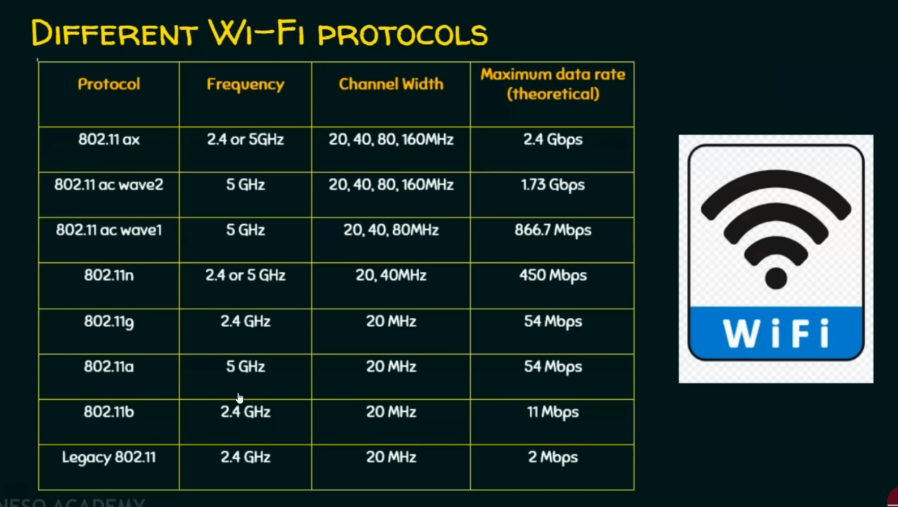 DIFFERENT WI-FI PROTOCOLS
Protocol Frequency Channel Width Maximum data rate (theoretical)
802.11 ax 2.4 or 5GHz 20, 40, 80, 160MHz 2.4 Gbps
802.11 ac wave2 5 GHz 20, 40, 80, 160MHz 1.73 Gbps
802.11 ac wave1 5 GHz 20, 40, 80MHz 866.7 Mbps
802.11n 2.4 or 5 GHz 20, 40MHz 450 Mbps
802.11g 2.4 GHz 20 MHz 54 Mbps
802.11a 5 GHz 20 MHz 54 Mbps
802.11b 2.4 GHz 20 MHz 11 Mbps
Legacy 802.11 2.4 GHz 20 MHz 2 Mbps
WiFi
NESO ACADEMY